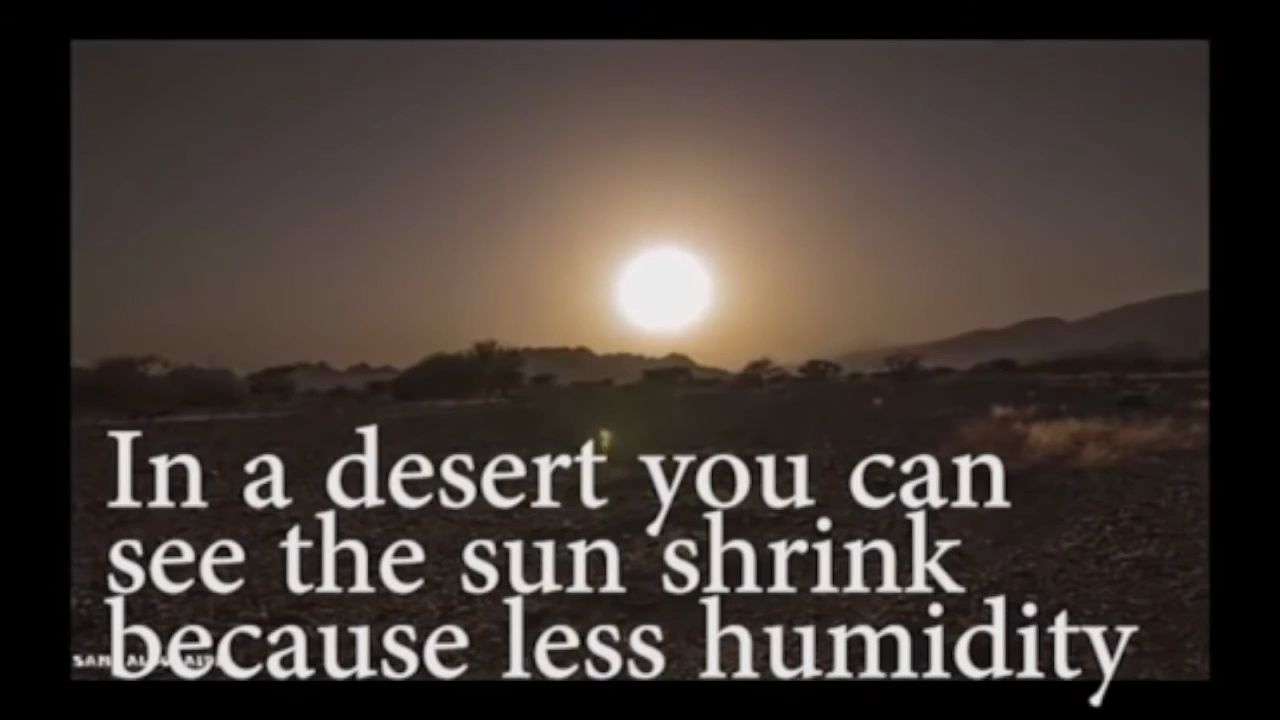 In a desert you can
see the sun shrink
because less humidity